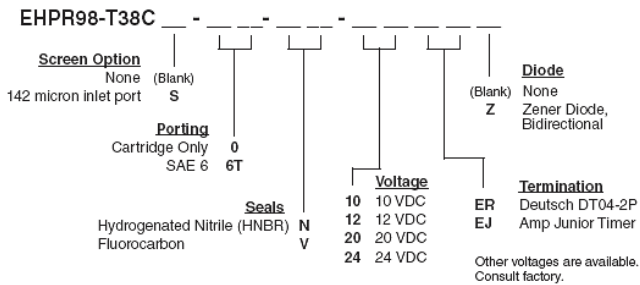 EHPR98-T38C __ - __ __ - __ __ - __ __ __ __ __
Screen Option
None (Blank)
142 micron inlet port S
Porting
Cartridge Only 0
SAE 6 6T
Seals
Hydrogenated Nitrile (HNBR) N
Fluorocarbon V
Voltage
10 10 VDC
12 12 VDC
20 20 VDC
24 24 VDC
Diode
(Blank) None
Z Zener Diode,
Bidirectional
Termination
ER Deutsch DT04-2P
EJ Amp Junior Timer
Other voltages are available.
Consult factory.